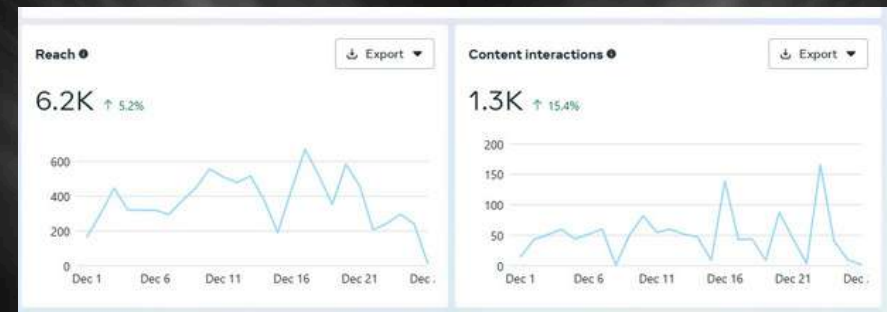 Reach
Export
6.2K ↑ 5.2%
600
400
200
0
Dec 1 Dec 6 Dec 11 Dec 16 Dec 21 Dec
Content interactions
Export
1.3K ↑ 15.4%
200
150
100
50
0
Dec 1 Dec 6 Dec 11 Dec 16 Dec 21 Dec